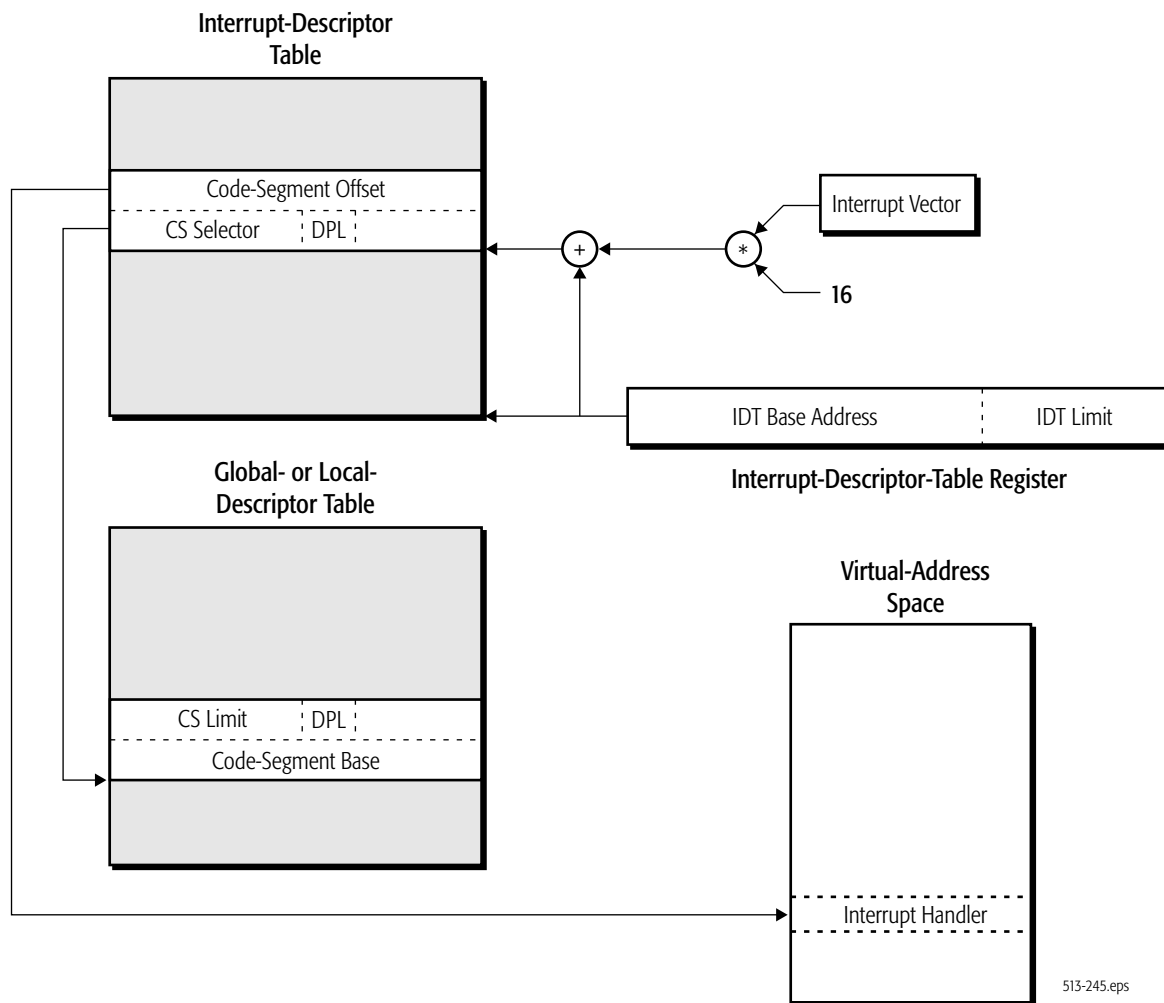 Interrupt-Descriptor
Table
Code-Segment Offset
CS Selector DPL
Interrupt Vector
+
*
16
IDT Base Address IDT Limit
Interrupt-Descriptor-Table Register
Global- or Local-
Descriptor Table
CS Limit DPL
Code-Segment Base
Virtual-Address
Space
Interrupt Handler
513-245.eps